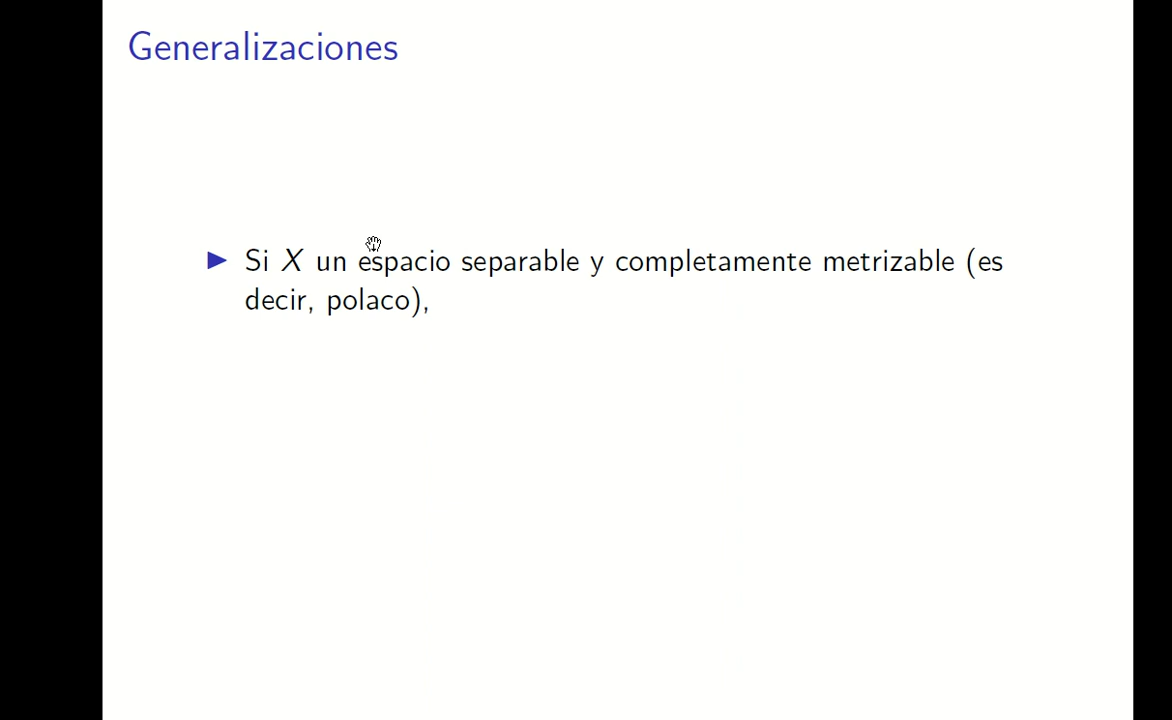 Generalizaciones
Si X un espacio separable y completamente metrizable (es
decir, polaco),